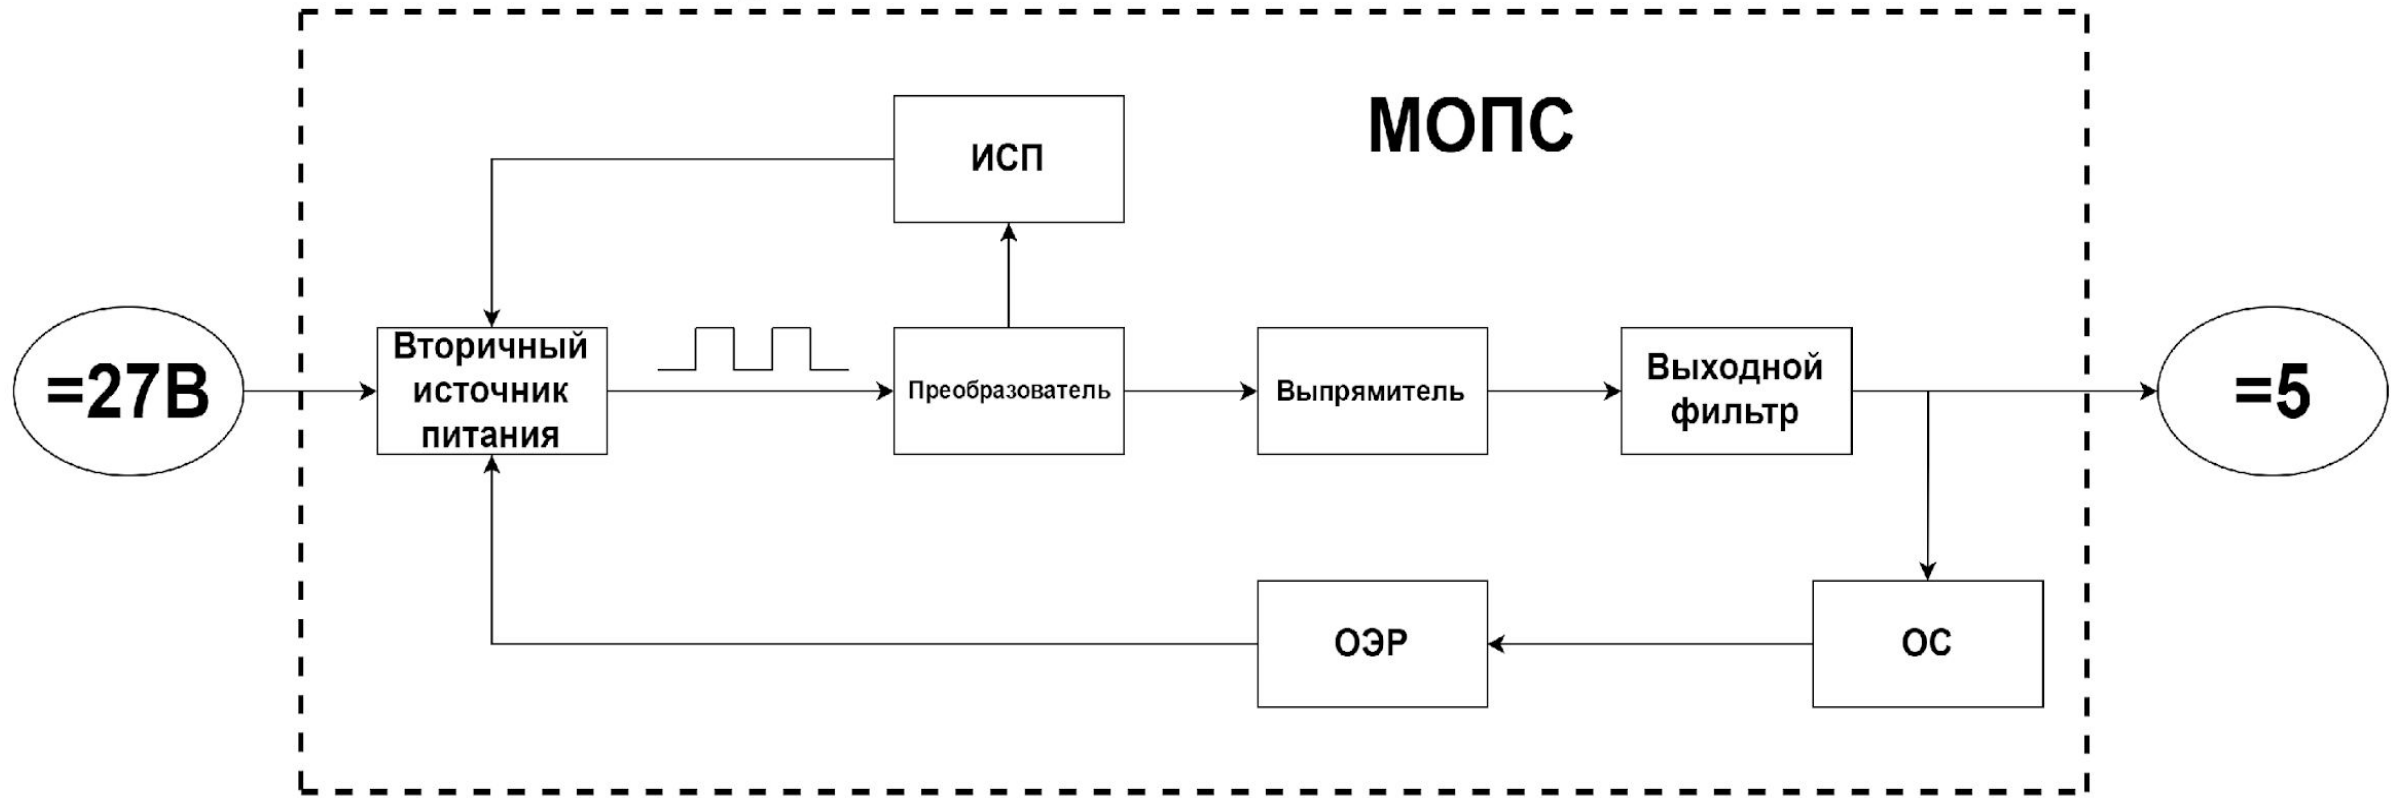 МОПС
ИСП
=27В
Вторичный
источник
питания
Преобразователь
Выпрямитель
Выходной
фильтр
=5
ОЭР
ОС